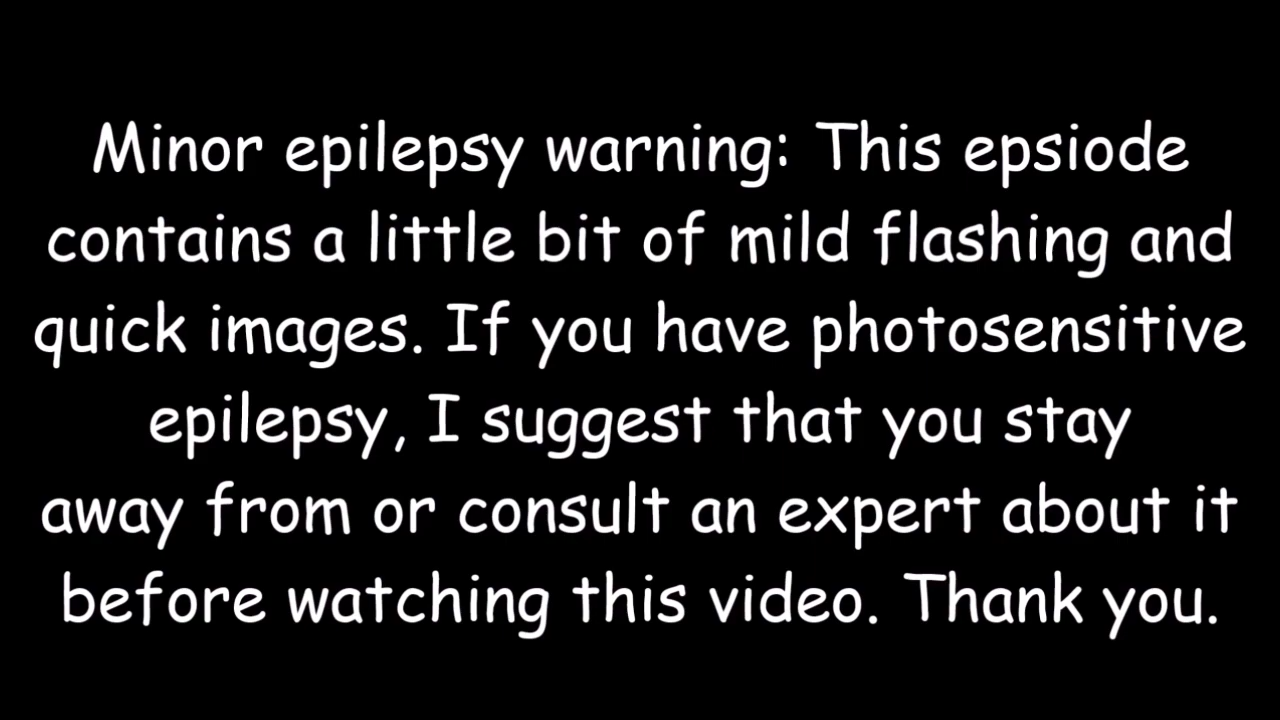 Minor epilepsy warning: This epsiode
contains a little bit of mild flashing and
quick images. If you have photosensitive
epilepsy, I suggest that you stay
away from or consult an expert about it
before watching this video. Thank you.